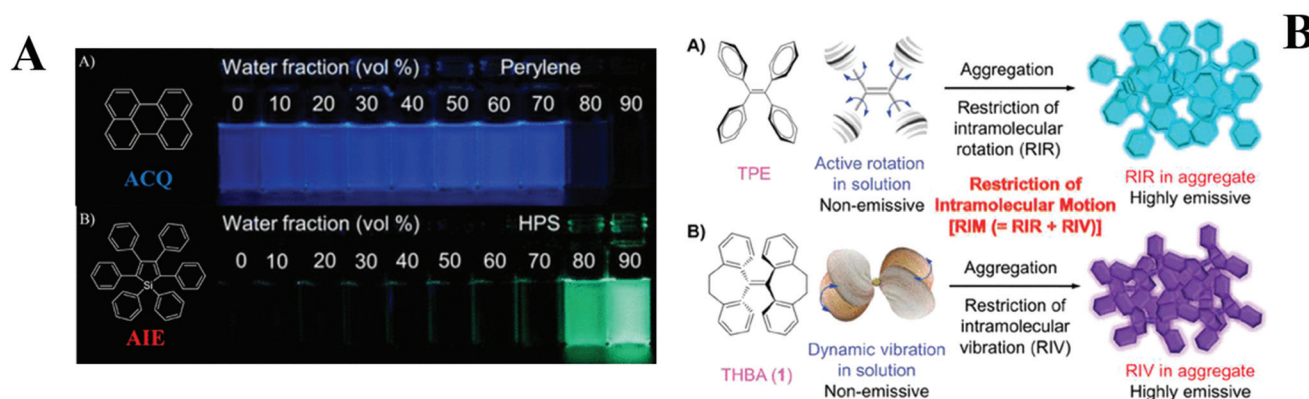 A
A)
Water fraction (vol %) Perylene
0 10 20 30 40 50 60 70 80 90
ACQ
B)
Water fraction (vol %) HPS
0 10 20 30 40 50 60 70 80 90
Si
AIE
B
A)
TPE
Active rotation
in solution
Non-emissive
Aggregation
Restriction of
intramolecular
rotation (RIR)
RIR in aggregate
Highly emissive
Restriction of
Intramolecular Motion
[RIM (= RIR + RIV)]
B)
THBA (1)
Dynamic vibration
in solution
Non-emissive
Aggregation
Restriction of
intramolecular
vibration (RIV)
RIV in aggregate
Highly emissive